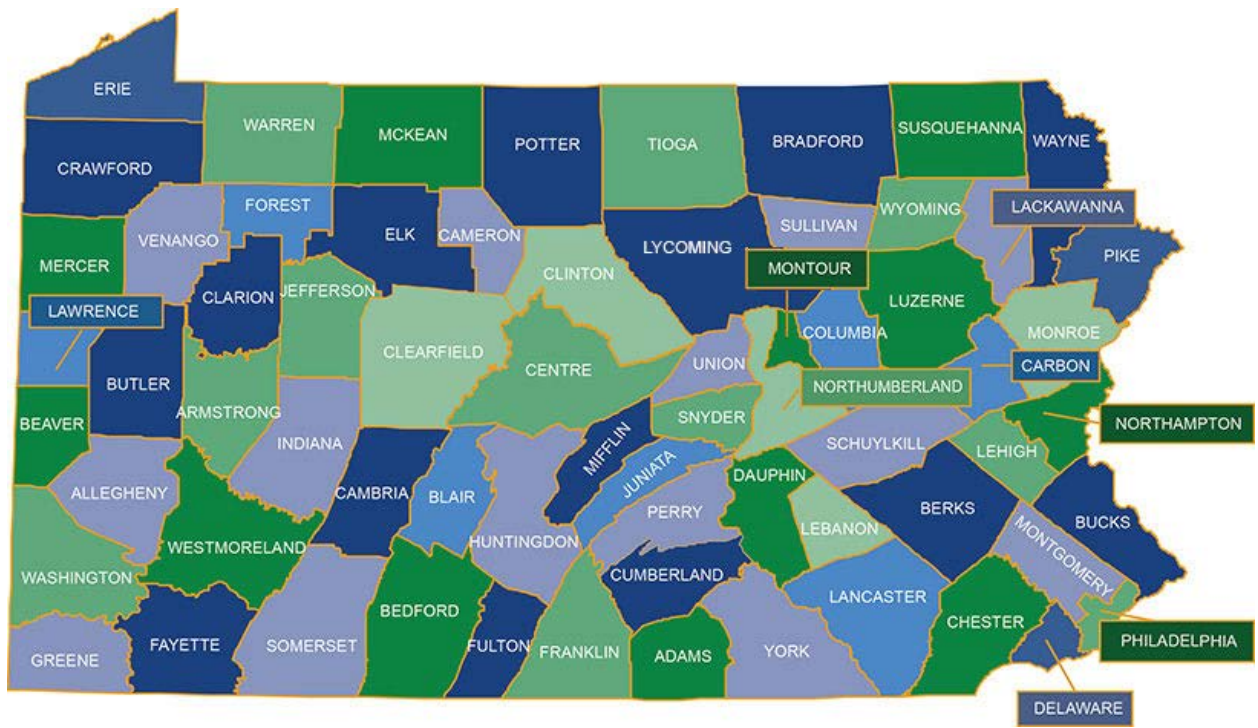 ERIE
WARREN
MCKEAN
POTTER
TIOGA
BRADFORD
SUSQUEHANNA
WAYNE
CRAWFORD
FOREST
VENANGO
ELK
CAMERON
LYCOMING
SULLIVAN
WYOMING
LACKAWANNA
MERCER
CLARION
JEFFERSON
CLINTON
MONTOUR
LUZERNE
PIKE
LAWRENCE
BUTLER
CLEARFIELD
CENTRE
UNION
COLUMBIA
MONROE
CARBON
BEAVER
ARMSTRONG
INDIANA
SNYDER
NORTHUMBERLAND
NORTHAMPTON
ALLEGHENY
CAMBRIA
BLAIR
MIFFLIN
JUNIATA
DAUPHIN
SCHUYLKILL
LEHIGH
WASHINGTON
WESTMORELAND
HUNTINGDON
PERRY
LEBANON
BERKS
BUCKS
MONTGOMERY
CUMBERLAND
LANCASTER
GREENE
FAYETTE
SOMERSET
BEDFORD
FULTON
FRANKLIN
ADAMS
YORK
CHESTER
PHILADELPHIA
DELAWARE